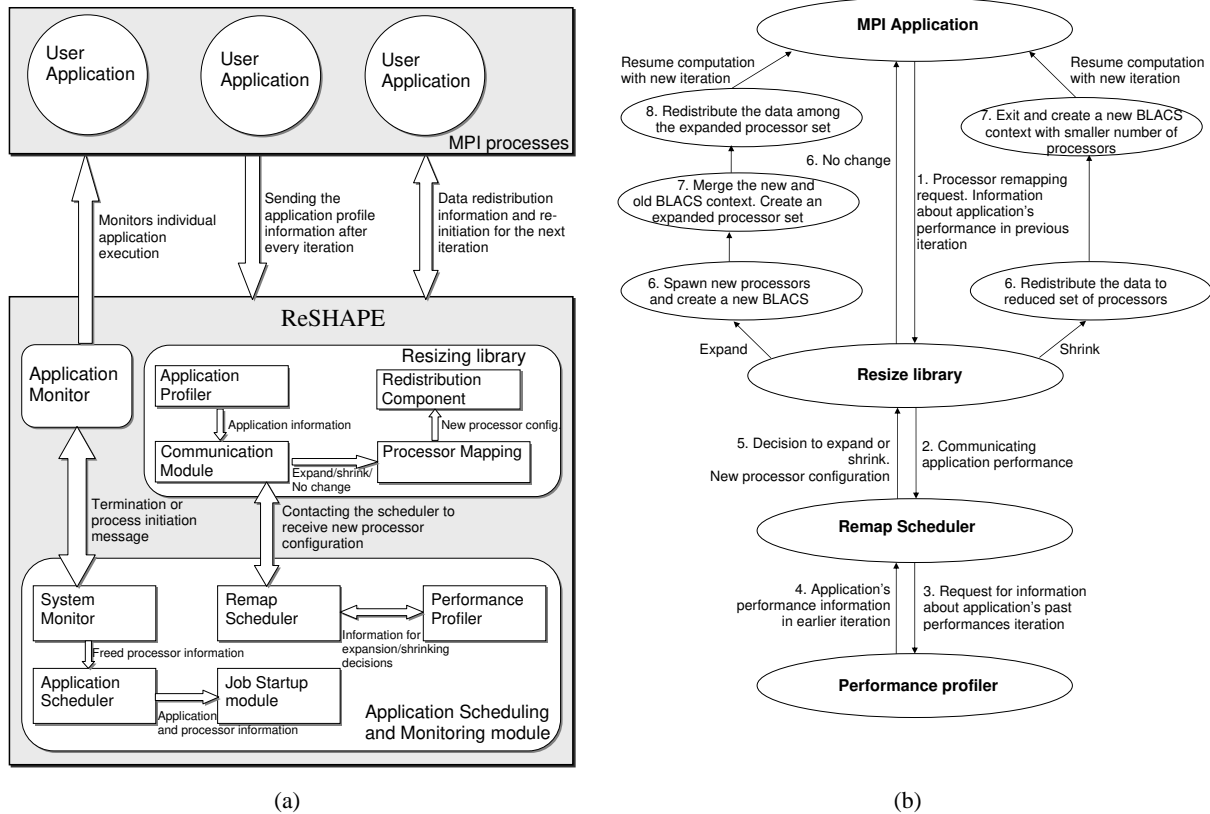 User
Application
User
Application
User
Application
MPI processes
Monitors individual
application
execution
Sending the
application profile
information after
every iteration
Data redistribution
information and re-
initiation for the next
iteration
ReSHAPE
Application
Monitor
Resizing library
Application
Profiler
Redistribution
Component
Application information
New processor config.
Communication
Module
Processor Mapping
Expand/shrink/
No change
Termination or
process initiation
message
Contacting the scheduler to
receive new processor
configuration
System
Monitor
Remap
Scheduler
Performance
Profiler
Freed processor information
Information for
expansion/shrinking
decisions
Application
Scheduler
Job Startup
module
Application
and processor information
Application Scheduling
and Monitoring module
(a)
MPI Application
Resume computation
with new iteration
Resume computation
with new iteration
8. Redistribute the data among
the expanded processor set
7. Exit and create a new BLACS
context with smaller number of
processors
6. No change
1. Processor remapping
request. Information
about application's
performance in previous
iteration
7. Merge the new and
old BLACS context. Create an
expanded processor set
6. Spawn new processors
and create a new BLACS
6. Redistribute the data to
reduced set of processors
Expand
Shrink
Resize library
5. Decision to expand or
shrink.
New processor configuration
2. Communicating
application performance
Remap Scheduler
4. Application's
performance information
in earlier iteration
3. Request for information
about application's past
performances iteration
Performance profiler
(b)